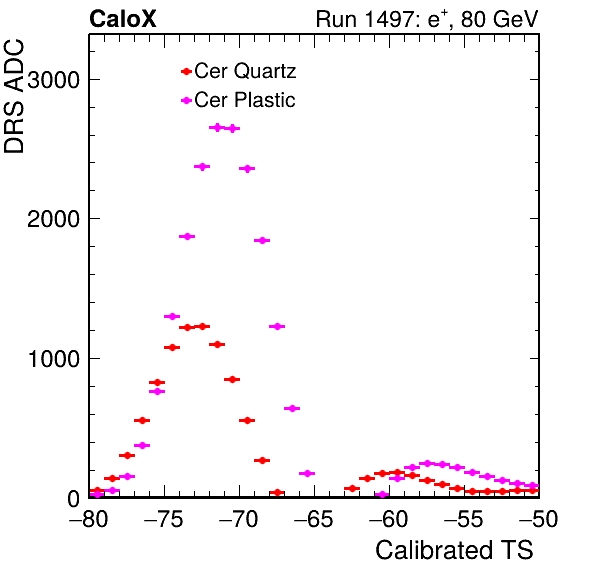 CaloX Run 1497: e⁺, 80 GeV
DRS ADC
3000
2000
1000
0
Cer Quartz
Cer Plastic
−80 −75 −70 −65 −60 −55 −50
Calibrated TS